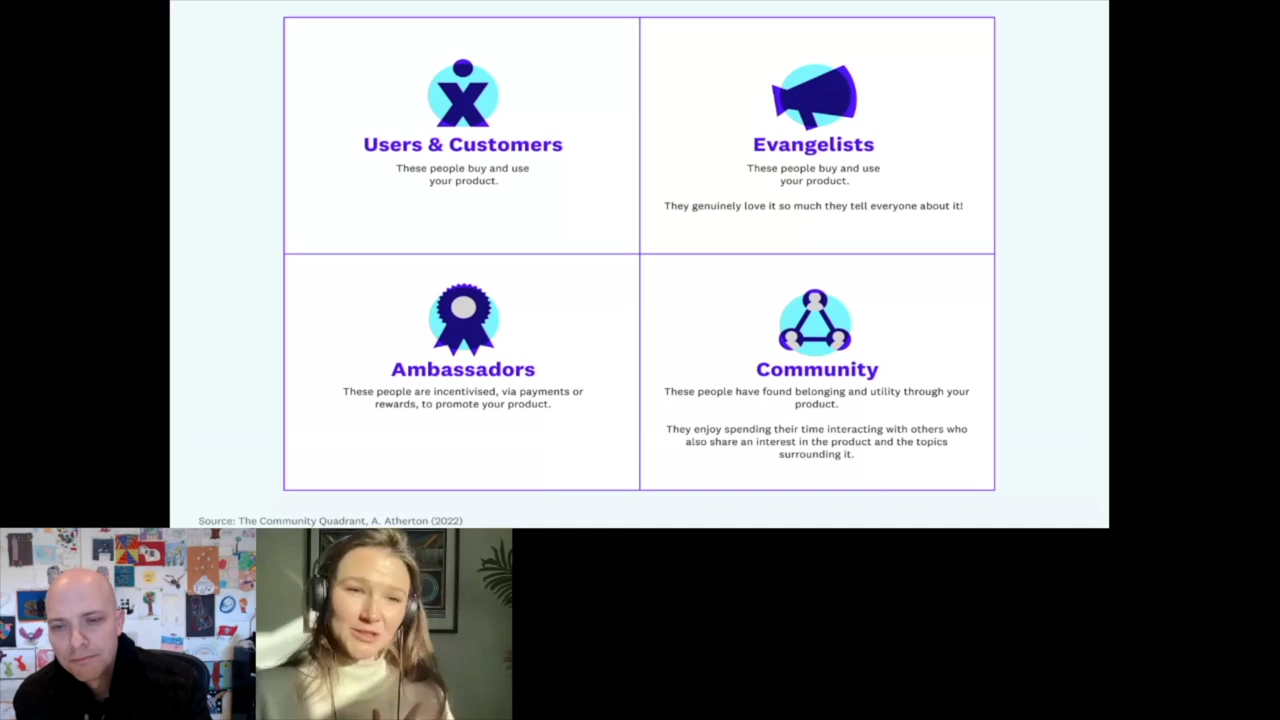 Users & Customers
These people buy and use
your product.
Evangelists
These people buy and use
your product.
They genuinely love it so much they tell everyone about it!
Ambassadors
These people are incentivised, via payments or
rewards, to promote your product.
Community
These people have found belonging and utility through your
product.
They enjoy spending their time interacting with others who
also share an interest in the product and the topics
surrounding it.
Source: The Community Quadrant, A. Atherton (2022)